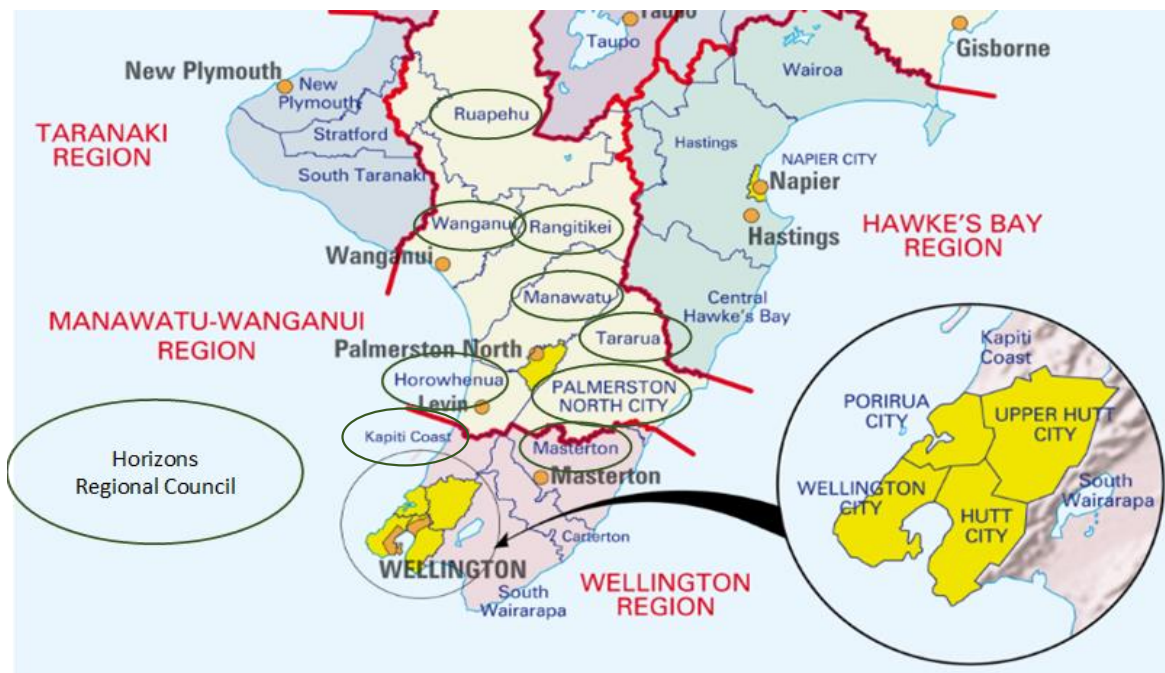 Taupo
Taupo
Gisborne
Wairoa
New Plymouth
New
Plymouth
Ruapehu
TARANAKI
REGION
Stratford
Hastings
South Taranaki
NAPIER CITY
Napier
Wanganui
Rangitikei
Hastings
HAWKE'S BAY
REGION
Wanganui
Manawatu
Central
Hawke's Bay
MANAWATU-WANGANUI
REGION
Tararua
Palmerston North
Kapiti
Coast
Horowhenua
PALMERSTON
NORTH CITY
Levin
PORIRUA
CITY
UPPER HUTT
CITY
Kapiti Coast
Masterton
Masterton
Horizons
Regional Council
WELLINGTON
CITY
South
Wairarapa
HUTT
CITY
Carterton
WELLINGTON
WELLINGTON
REGION
South
Wairarapa